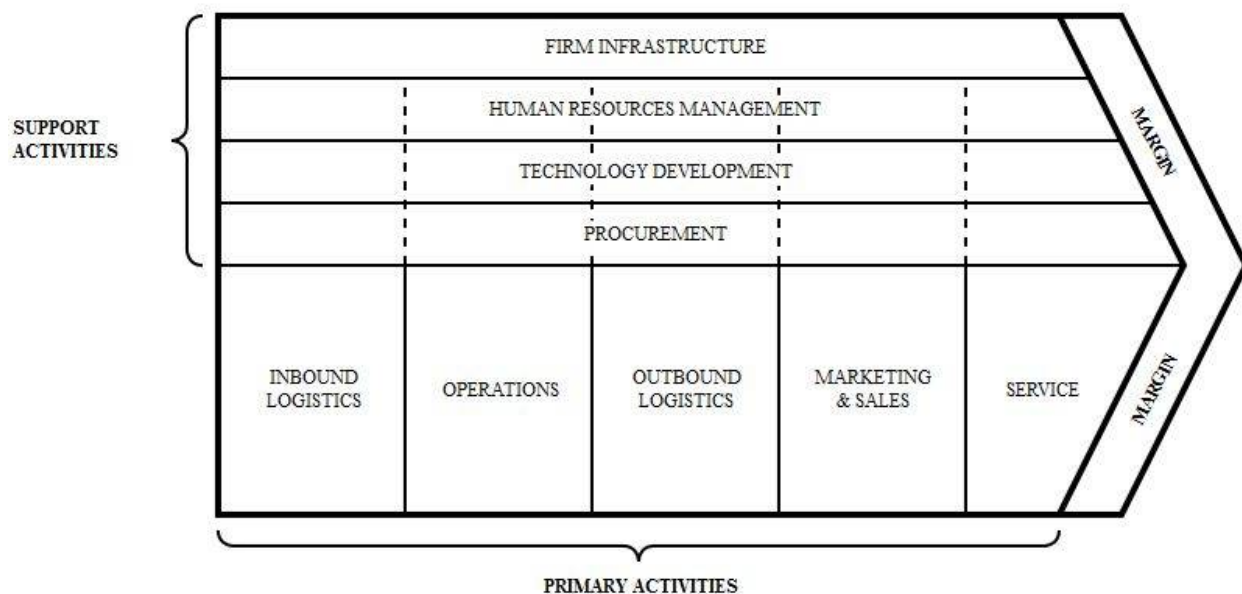 FIRM INFRASTRUCTURE
HUMAN RESOURCES MANAGEMENT
SUPPORT
ACTIVITIES
TECHNOLOGY DEVELOPMENT
PROCUREMENT
MARGIN
INBOUND
LOGISTICS
OPERATIONS
OUTBOUND
LOGISTICS
MARKETING
& SALES
SERVICE
MARGIN
PRIMARY ACTIVITIES